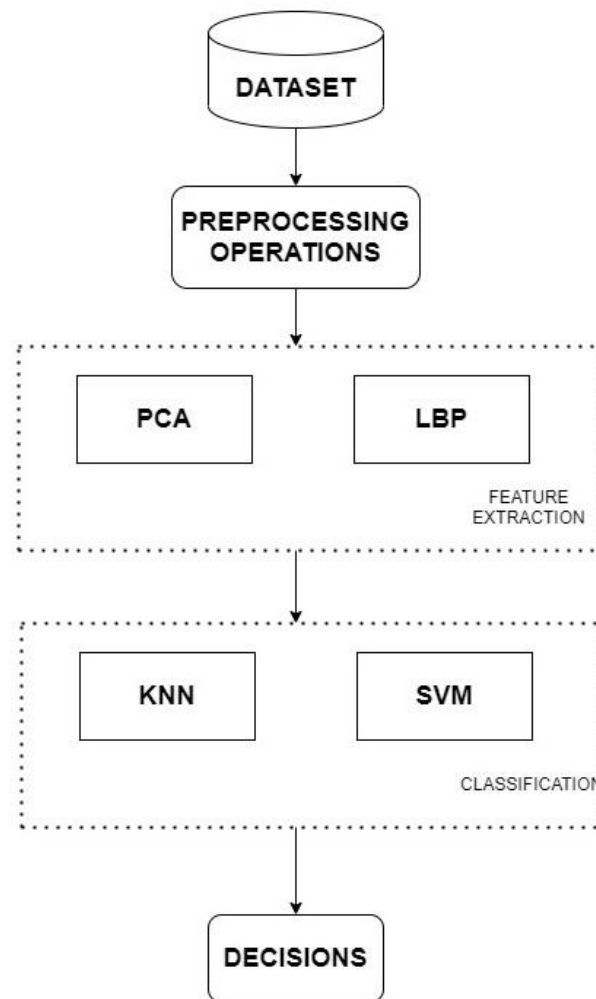 DATASET
PREPROCESSING
OPERATIONS
PCA
LBP
FEATURE
EXTRACTION
KNN
SVM
CLASSIFICATION
DECISIONS